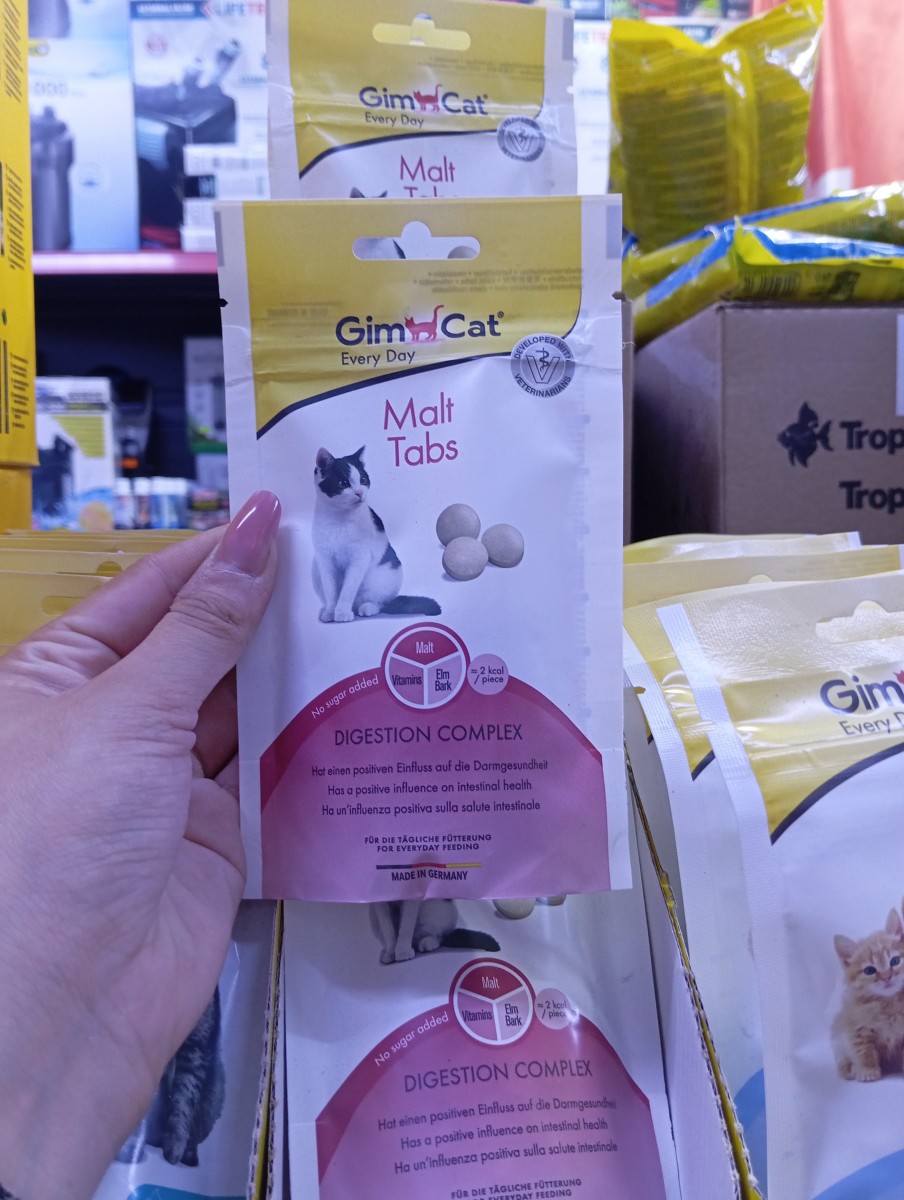 LIFET
GimCat®
Every Day
DEVELOPED WITH
VETERINARIANS
Malt
Tabs
GimCat®
Every Day
DEVELOPED WITH
VETERINARIANS
Malt
Tabs
Malt
Vitamins
Elm
Bark
≈ 2 kcal
/ piece
No sugar added
DIGESTION COMPLEX
Hat einen positiven Einfluss auf die Darmgesundheit
Has a positive influence on intestinal health
Ha un'influenza positiva sulla salute intestinale
FÜR DIE TÄGLICHE FÜTTERUNG
FOR EVERYDAY FEEDING
MADE IN GERMANY
Trop
Trop
Gim
Every D
Malt
Vitamins
Elm
Bark
≈ 2 kcal
/ piece
No sugar added
DIGESTION COMPLEX
Hat einen positiven Einfluss auf die Darmgesundheit
Has a positive influence on intestinal health
Ha un'influenza positiva sulla salute intestinale
FÜR DIE TÄGLICHE FÜTTERUNG